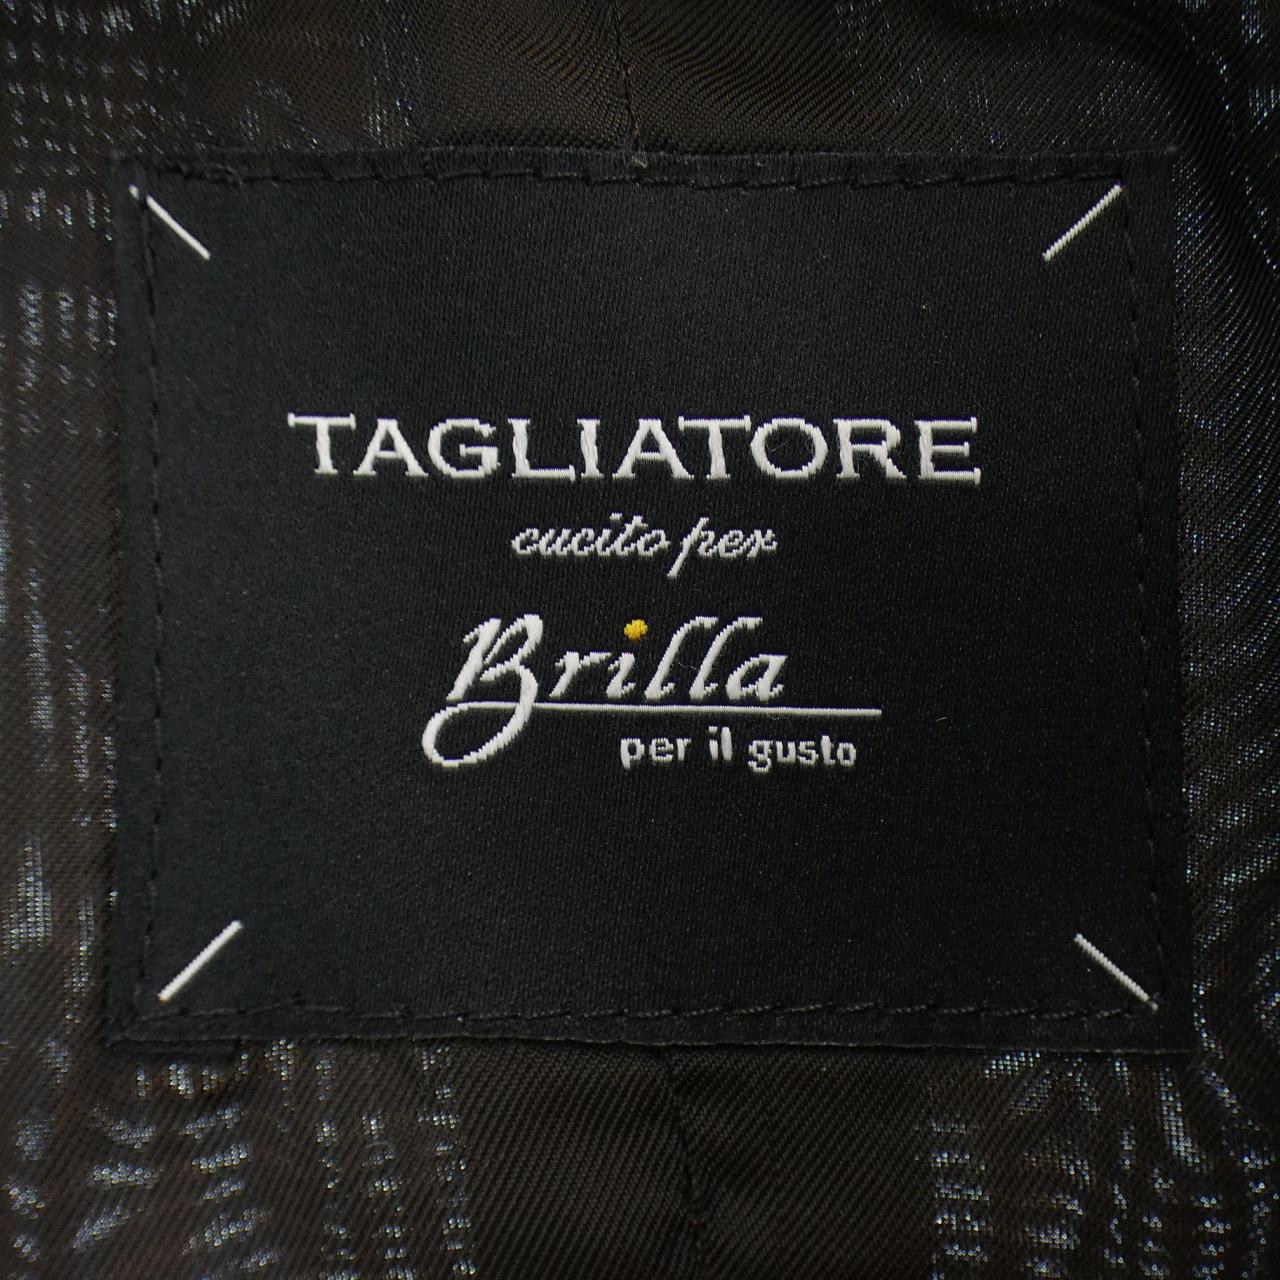 TAGLIATORE
cucito per
Brilla
per il gusto